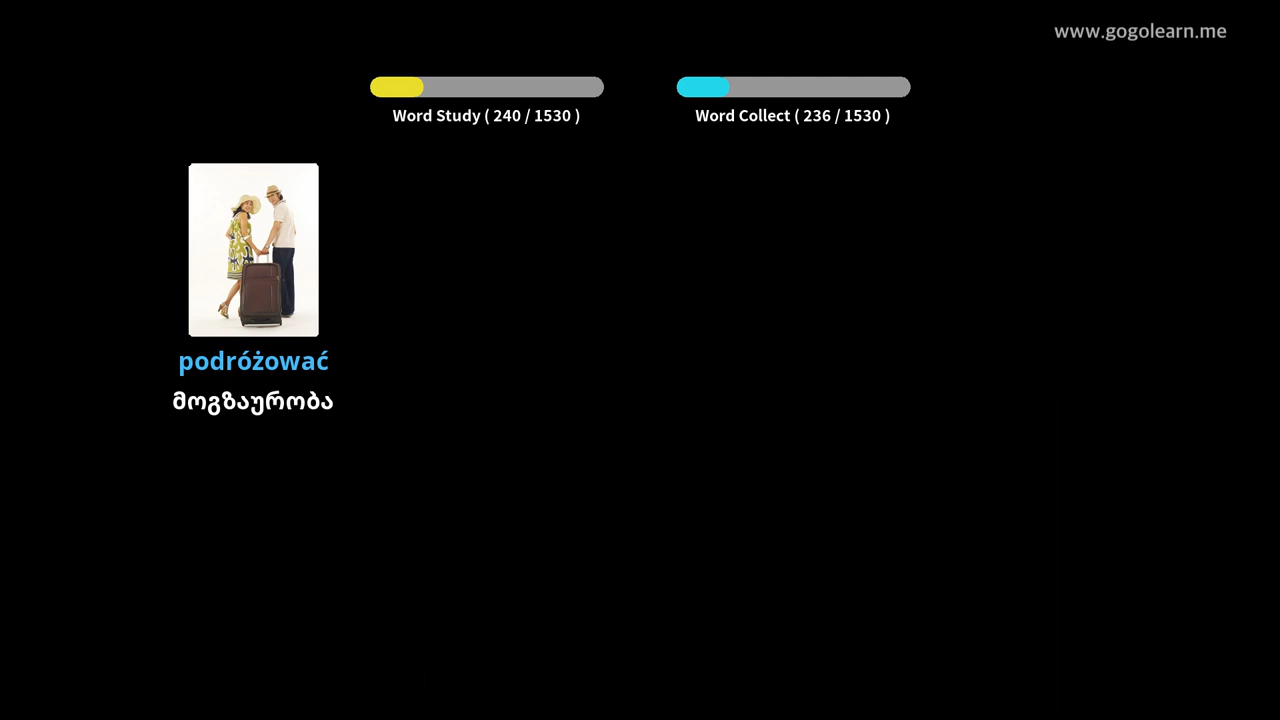 www.gogolearn.me
Word Study ( 240 / 1530 )
Word Collect ( 236 / 1530 )
podróżować
მოგზაურობა